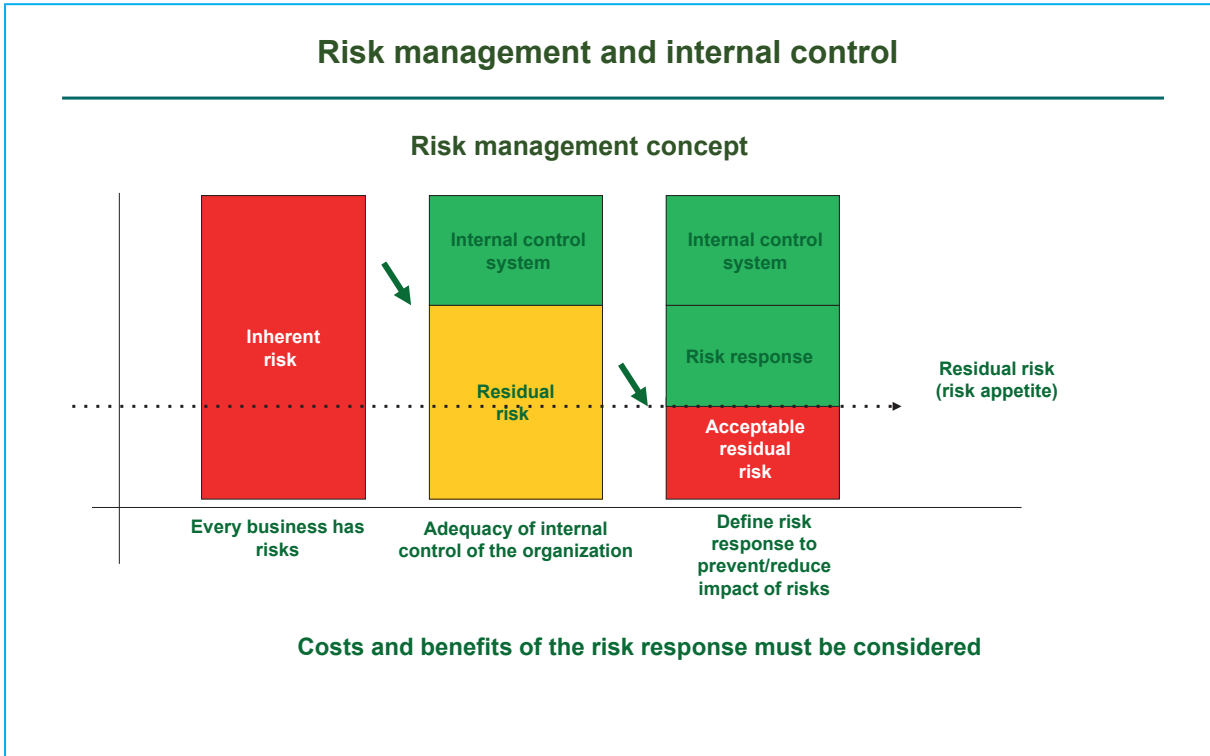 Risk management and internal control
Risk management concept
Inherent
risk
Internal control
system
Residual
risk
Internal control
system
Risk response
Acceptable
residual
risk
Residual risk
(risk appetite)
Every business has
risks
Adequacy of internal
control of the organization
Define risk
response to
prevent/reduce
impact of risks
Costs and benefits of the risk response must be considered